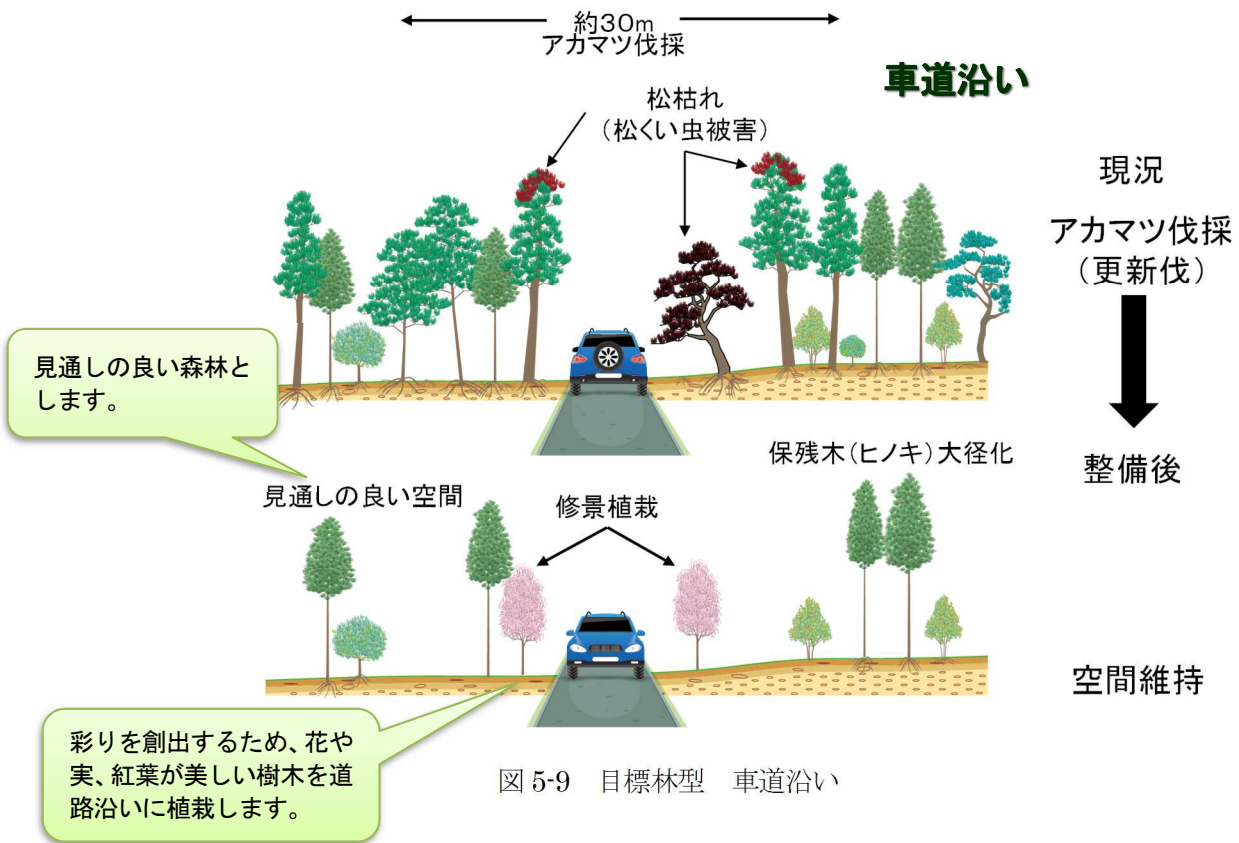 約30m
アカマツ伐採
車道沿い
松枯れ
(松くい虫被害)
現況
アカマツ伐採
(更新伐)
見通しの良い森林と
します。
保残木(ヒノキ)大径化
整備後
見通しの良い空間
修景植栽
空間維持
彩りを創出するため、花や
実、紅葉が美しい樹木を道
路沿いに植栽します。
図 5-9 目標林型 車道沿い